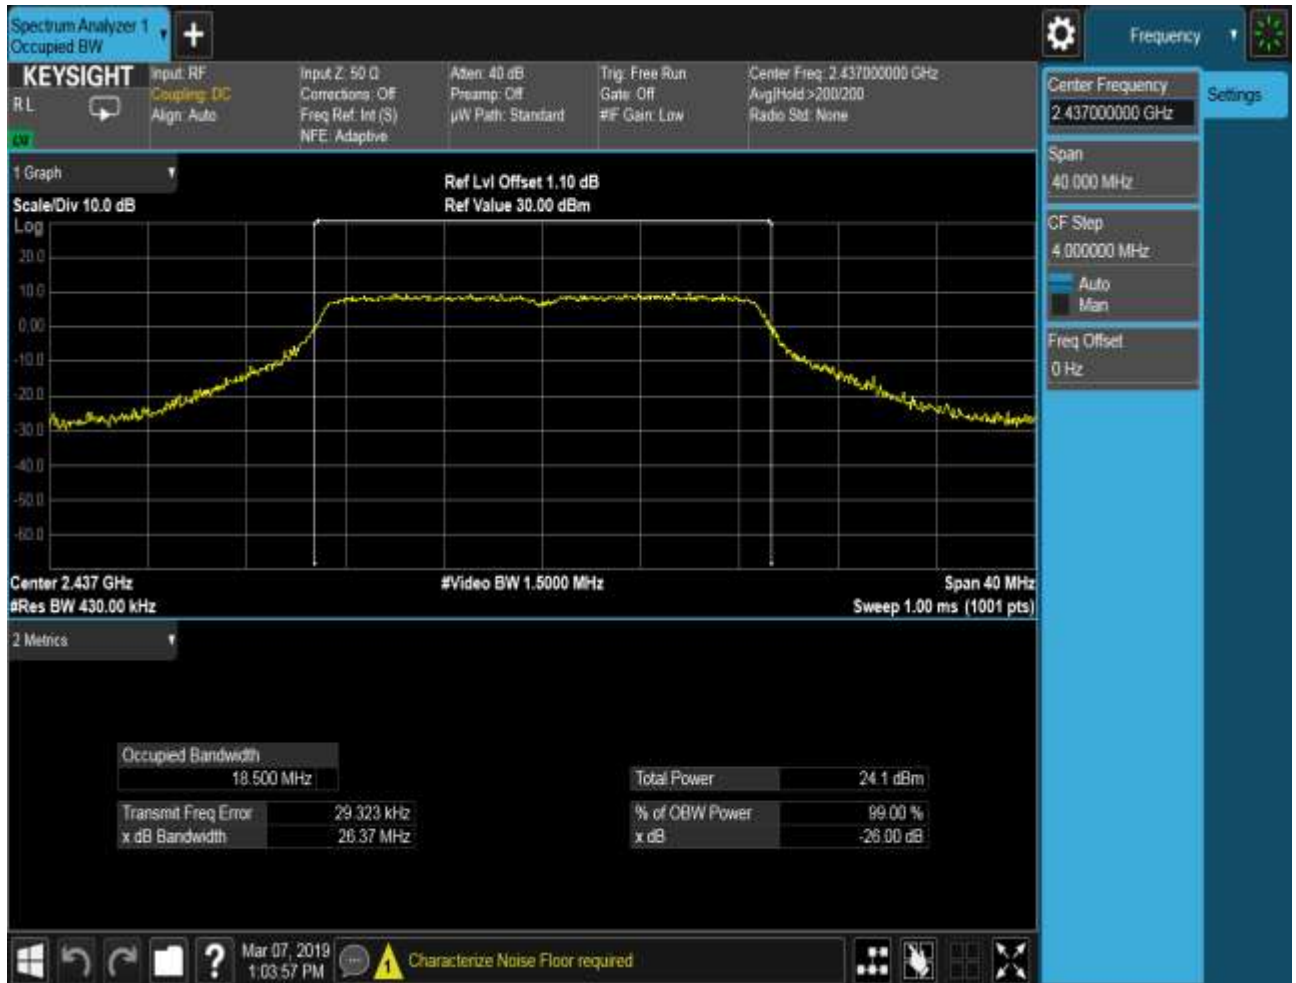 Spectrum Analyzer 1
Occupied BW
Frequency
KEYSIGHT
R L
Input: RF
Coupling: DC
Align: Auto
Input Z: 50 Ω
Corrections: Off
Freq Ref: Int (S)
NFE: Adaptive
Atten: 40 dB
Preamp: Off
µW Path: Standard
Trig: Free Run
Gate: Off
#IF Gain: Low
Center Freq: 2.437000000 GHz
Avg|Hold:>200/200
Radio Std: None
Center Frequency
2.437000000 GHz
Settings
Span
40.000 MHz
CF Step
4.000000 MHz
Auto
Man
Freq Offset
0 Hz
1 Graph
Scale/Div 10.0 dB
Ref Lvl Offset 1.10 dB
Ref Value 30.00 dBm
Log
20.0
10.0
0.00
-10.0
-20.0
-30.0
-40.0
-50.0
-60.0
Center 2.437 GHz
#Video BW 1.5000 MHz
Span 40 MHz
#Res BW 430.00 kHz
Sweep 1.00 ms (1001 pts)
2 Metrics
Occupied Bandwidth
18.500 MHz
Total Power 24.1 dBm
Transmit Freq Error 29.323 kHz
% of OBW Power 99.00 %
x dB Bandwidth 26.37 MHz
x dB -26.00 dB
?
Mar 07, 2019
1:03:57 PM
1
Characterize Noise Floor required